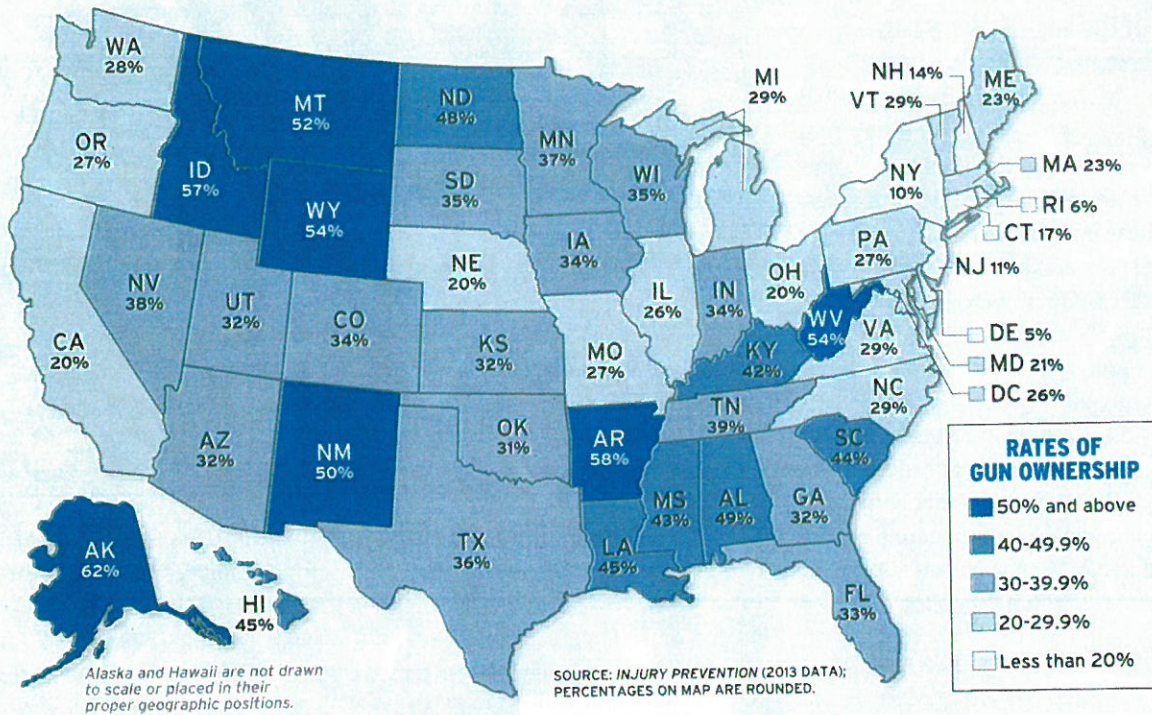 WA
28%
OR
27%
CA
20%
ID
57%
MT
52%
WY
54%
NV
38%
UT
32%
AZ
32%
CO
34%
NM
50%
ND
48%
SD
35%
NE
20%
KS
32%
OK
31%
TX
36%
MN
37%
IA
34%
MO
27%
AR
58%
LA
45%
WI
35%
IL
26%
MI
29%
IN
34%
OH
20%
KY
42%
TN
39%
MS
43%
AL
49%
GA
32%
FL
33%
SC
44%
NC
29%
VA
29%
WV
54%
PA
27%
NY
10%
NH 14%
VT 29%
ME
23%
MA 23%
RI 6%
CT 17%
NJ 11%
DE 5%
MD 21%
DC 26%
AK
62%
HI
45%
RATES OF
GUN OWNERSHIP
50% and above
40-49.9%
30-39.9%
20-29.9%
Less than 20%
Alaska and Hawaii are not drawn
to scale or placed in their
proper geographic positions.
SOURCE: INJURY PREVENTION (2013 DATA);
PERCENTAGES ON MAP ARE ROUNDED.